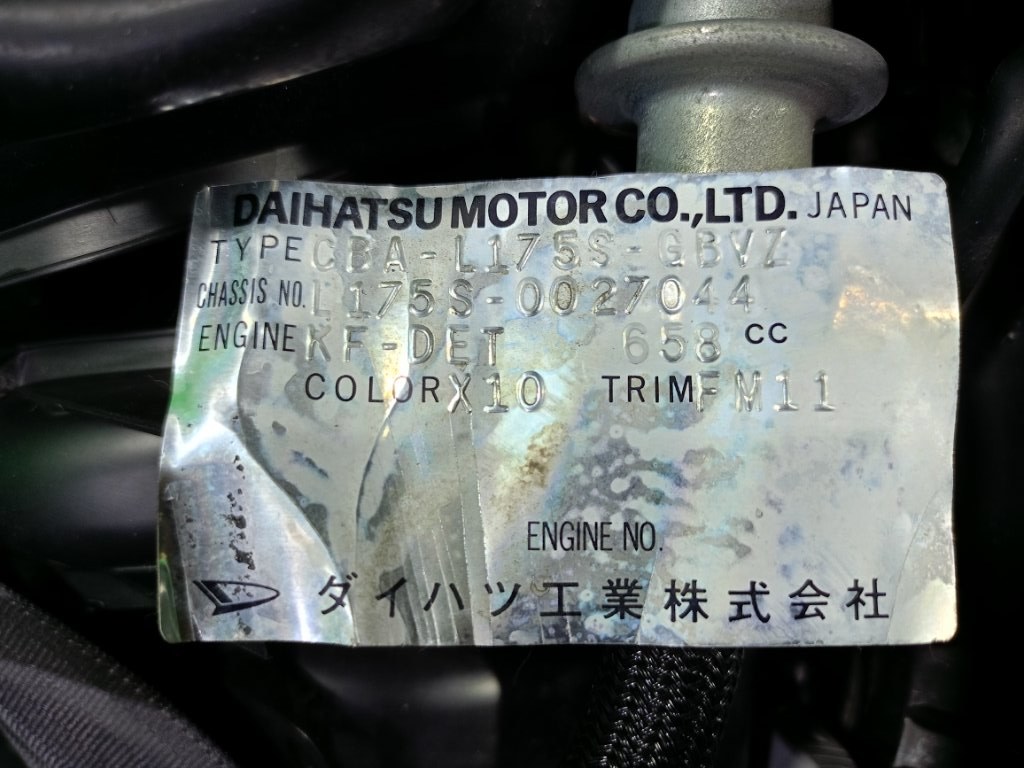 DAIHATSU MOTOR CO.,LTD. JAPAN
TYPE CBA-L175S-GBVZ
CHASSIS NO. L175S-0027044
ENGINE KF-DET 658 CC
COLOR X10 TRIM FM11
ENGINE NO.
ダイハツ工業株式会社